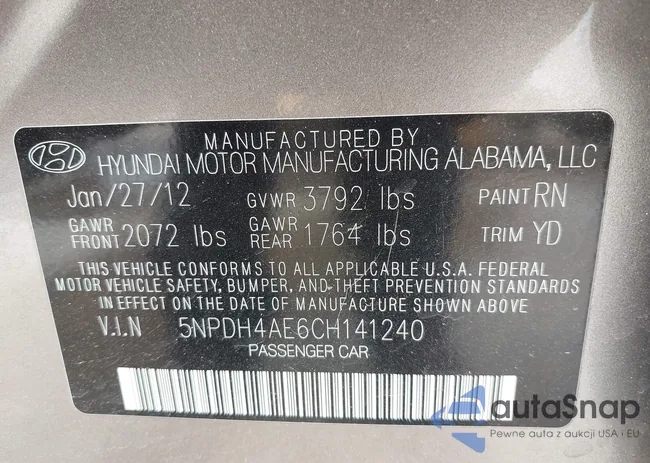 MANUFACTURED BY
HYUNDAI MOTOR MANUFACTURING ALABAMA, LLC
Jan/27/12 GVWR 3792 lbs PAINT RN
GAWR FRONT 2072 lbs GAWR REAR 1764 lbs TRIM YD
THIS VEHICLE CONFORMS TO ALL APPLICABLE U.S.A. FEDERAL
MOTOR VEHICLE SAFETY, BUMPER, AND THEFT PREVENTION STANDARDS
IN EFFECT ON THE DATE OF MANUFACTURE SHOWN ABOVE
V.I.N 5NPDH4AE6CH141240
PASSENGER CAR
autaSnap
Pewne auta z aukcji USA i EU